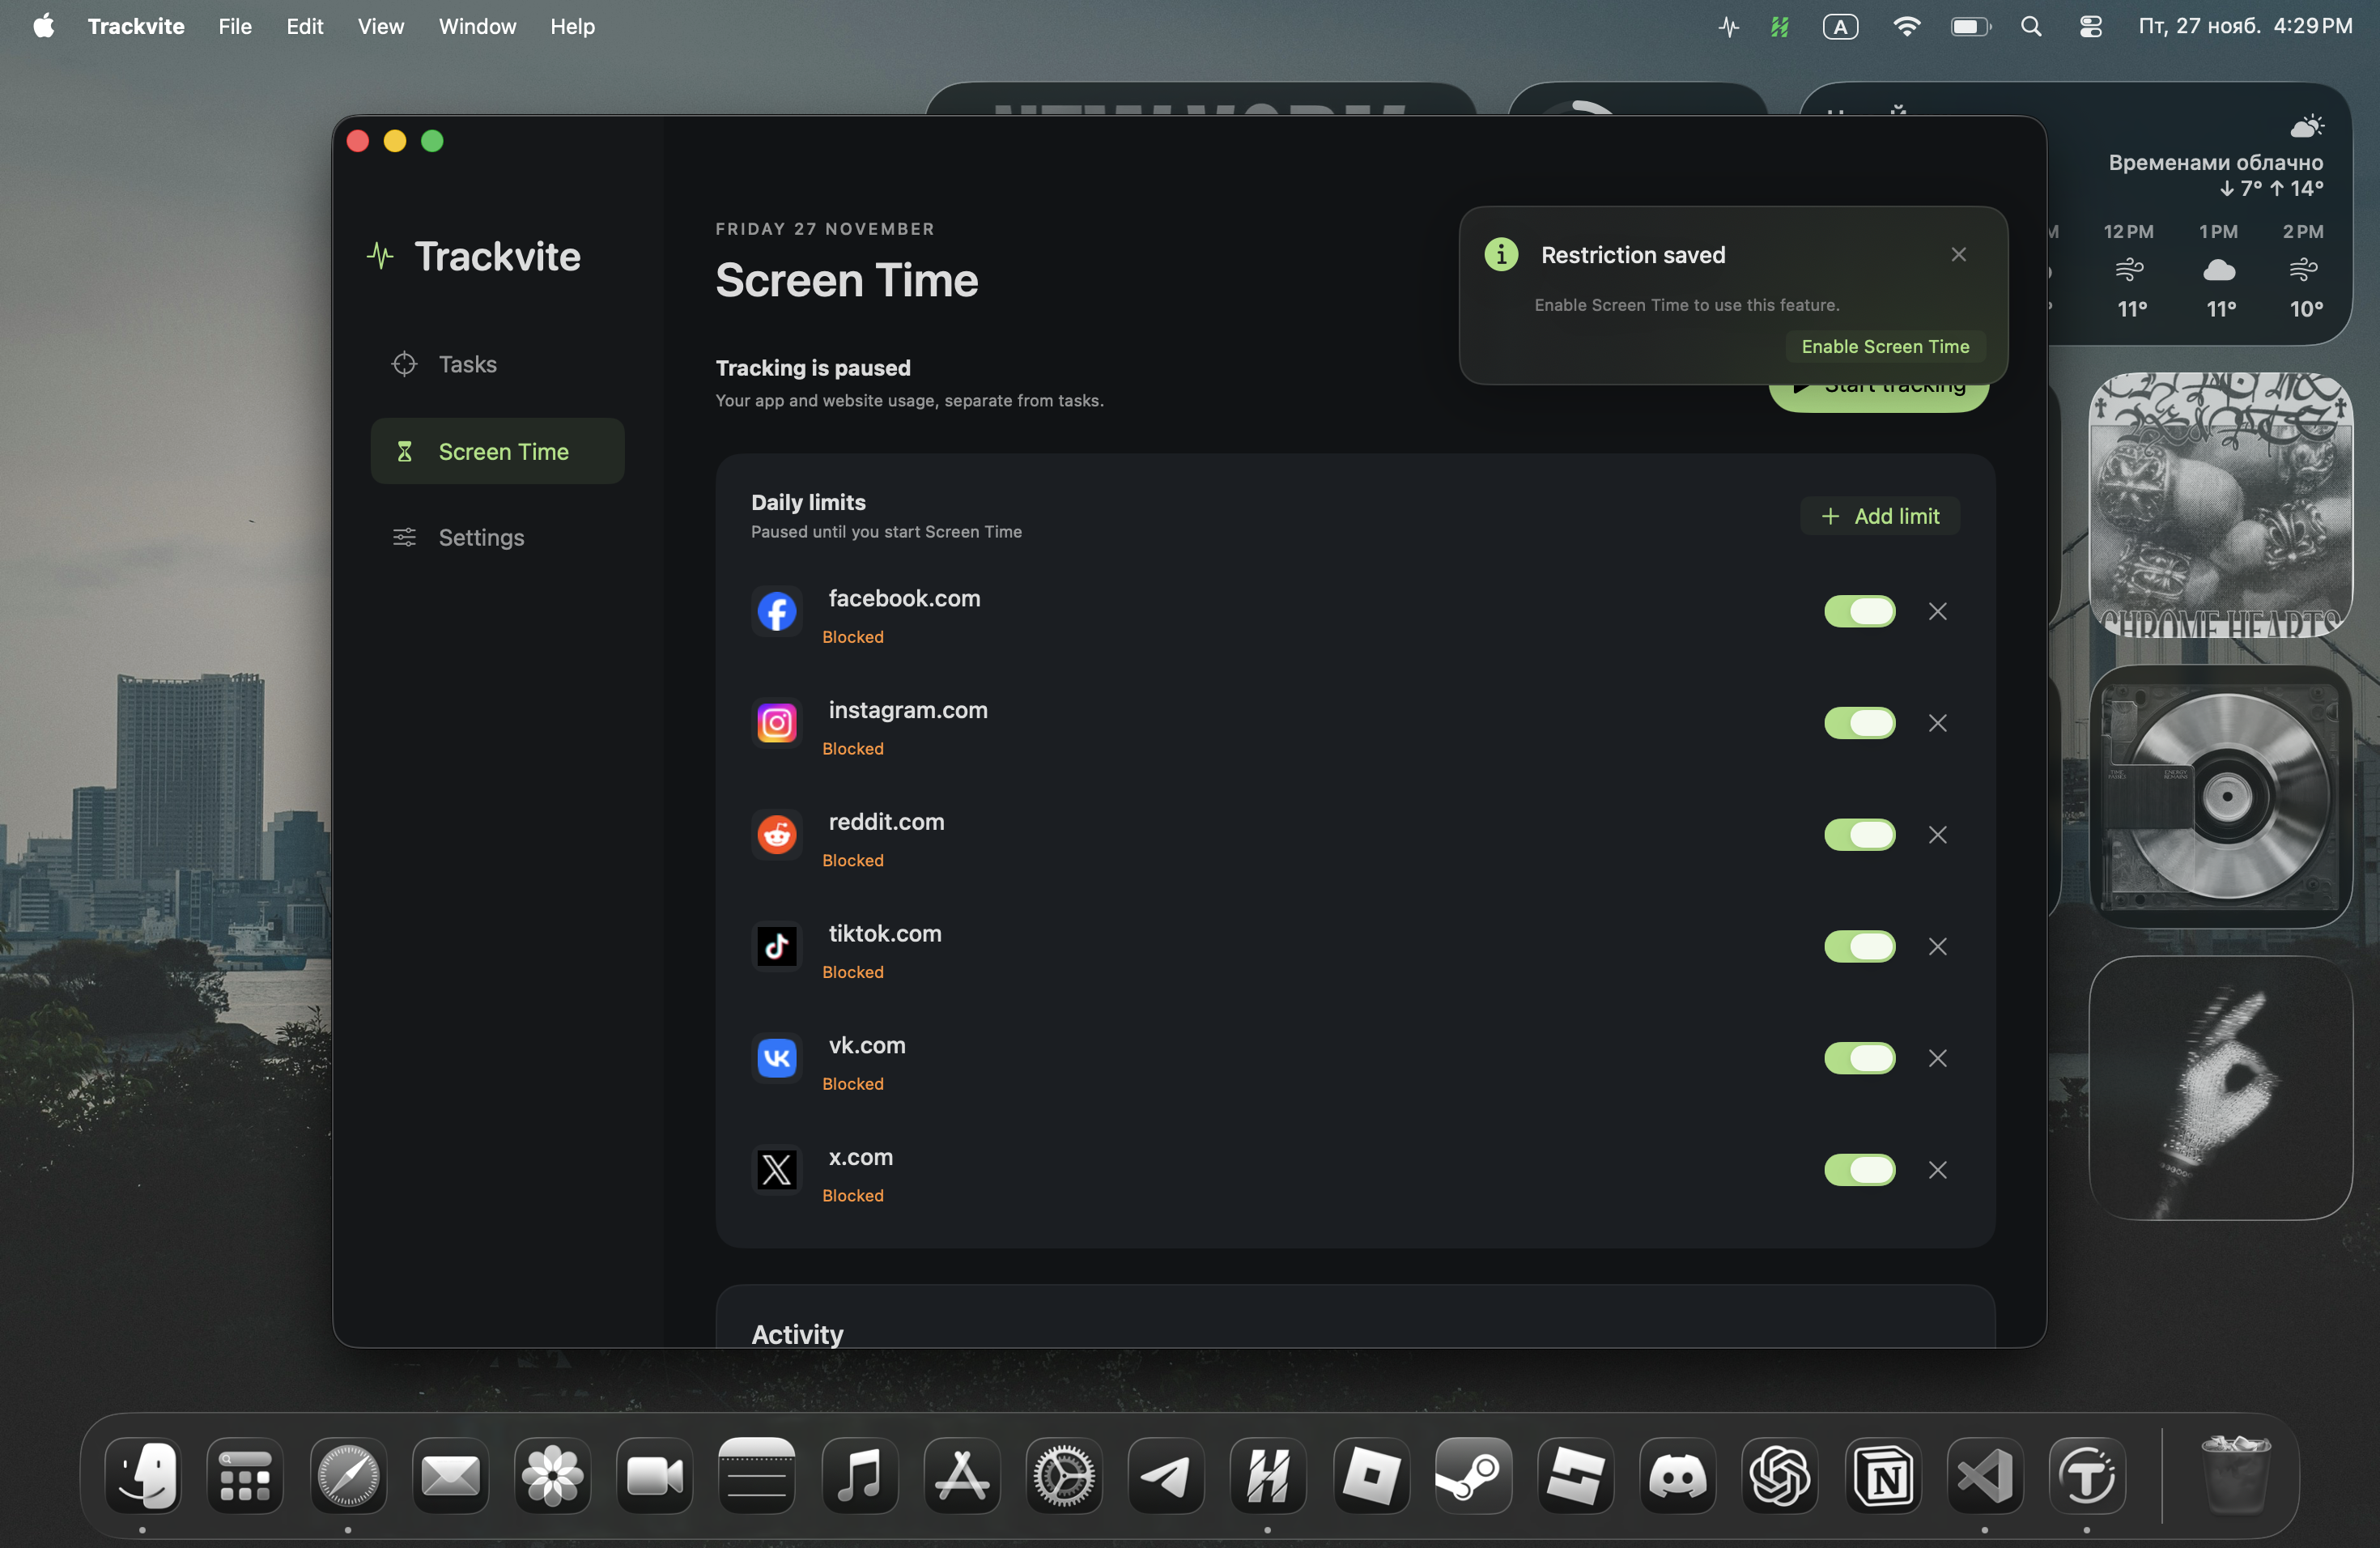 Trackvite File Edit View Window Help
A
Пт, 27 нояб. 4:29 PM
Временами облачно
↓ 7° ↑ 14°
12 PM 1 PM 2 PM
11° 11° 10°
Trackvite
Tasks
Screen Time
Settings
FRIDAY 27 NOVEMBER
Screen Time
Restriction saved
Enable Screen Time to use this feature.
Enable Screen Time
Tracking is paused
Your app and website usage, separate from tasks.
Start tracking
Daily limits
Paused until you start Screen Time
+ Add limit
facebook.com
Blocked
instagram.com
Blocked
reddit.com
Blocked
tiktok.com
Blocked
vk.com
Blocked
x.com
Blocked
Activity
CHROME HEARTS